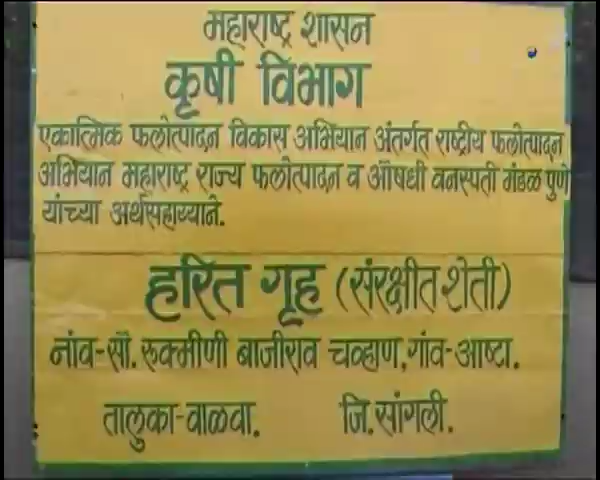 महाराष्ट्र शासन
कृषी विभाग
एकात्मिक फलोत्पादन विकास अभियान अंतर्गत राष्ट्रीय फलोत्पादन
अभियान महाराष्ट्र राज्य फलोत्पादन व औषधी वनस्पती मंडळ पुणे
यांच्या अर्थसहाय्याने.
हरित गृह (संरक्षीत शेती)
नांव-सौ. रुक्मीणी बाजीराव चव्हाण, गांव-आष्टा.
तालुका-वाळवा. जि. सांगली.